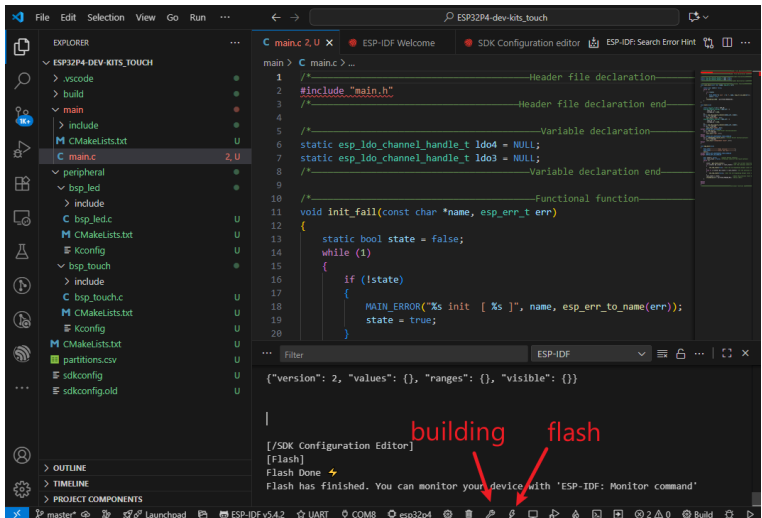 File Edit Selection View Go Run ···
ESP32P4-dev-kits_touch
EXPLORER ···
ESP32P4-DEV-KITS_TOUCH
.vscode
build
main
include
M CMakeLists.txt U
C main.c 2, U
peripheral
bsp_led
include
C bsp_led.c U
M CMakeLists.txt U
Kconfig U
bsp_touch
include
C bsp_touch.c U
M CMakeLists.txt U
Kconfig U
M CMakeLists.txt U
partitions.csv U
sdkconfig U
sdkconfig.old U
OUTLINE
TIMELINE
PROJECT COMPONENTS
1K+
C main.c 2, U × ESP-IDF Welcome SDK Configuration editor ESP-IDF: Search Error Hint ···
main > C main.c > ...
1 /*————Header file declaration————
2 #include "main.h"
3 /*————Header file declaration end————
4
5 /*————Variable declaration————
6 static esp_ldo_channel_handle_t ldo4 = NULL;
7 static esp_ldo_channel_handle_t ldo3 = NULL;
8 /*————Variable declaration end————
9
10 /*————Functional function————
11 void init_fail(const char *name, esp_err_t err)
12 {
13 static bool state = false;
14 while (1)
15 {
16 if (!state)
17 {
18 MAIN_ERROR("%s init [ %s ]", name, esp_err_to_name(err));
19 state = true;
20 }
··· Filter ESP-IDF ···
{"version": 2, "values": {}, "ranges": {}, "visible": {}}
building flash
[/SDK Configuration Editor]
[Flash]
Flash Done ⚡
Flash has finished. You can monitor your device with 'ESP-IDF: Monitor command'
master* Launchpad ESP-IDF v5.4.2 UART COM8 esp32p4 2 0 Build